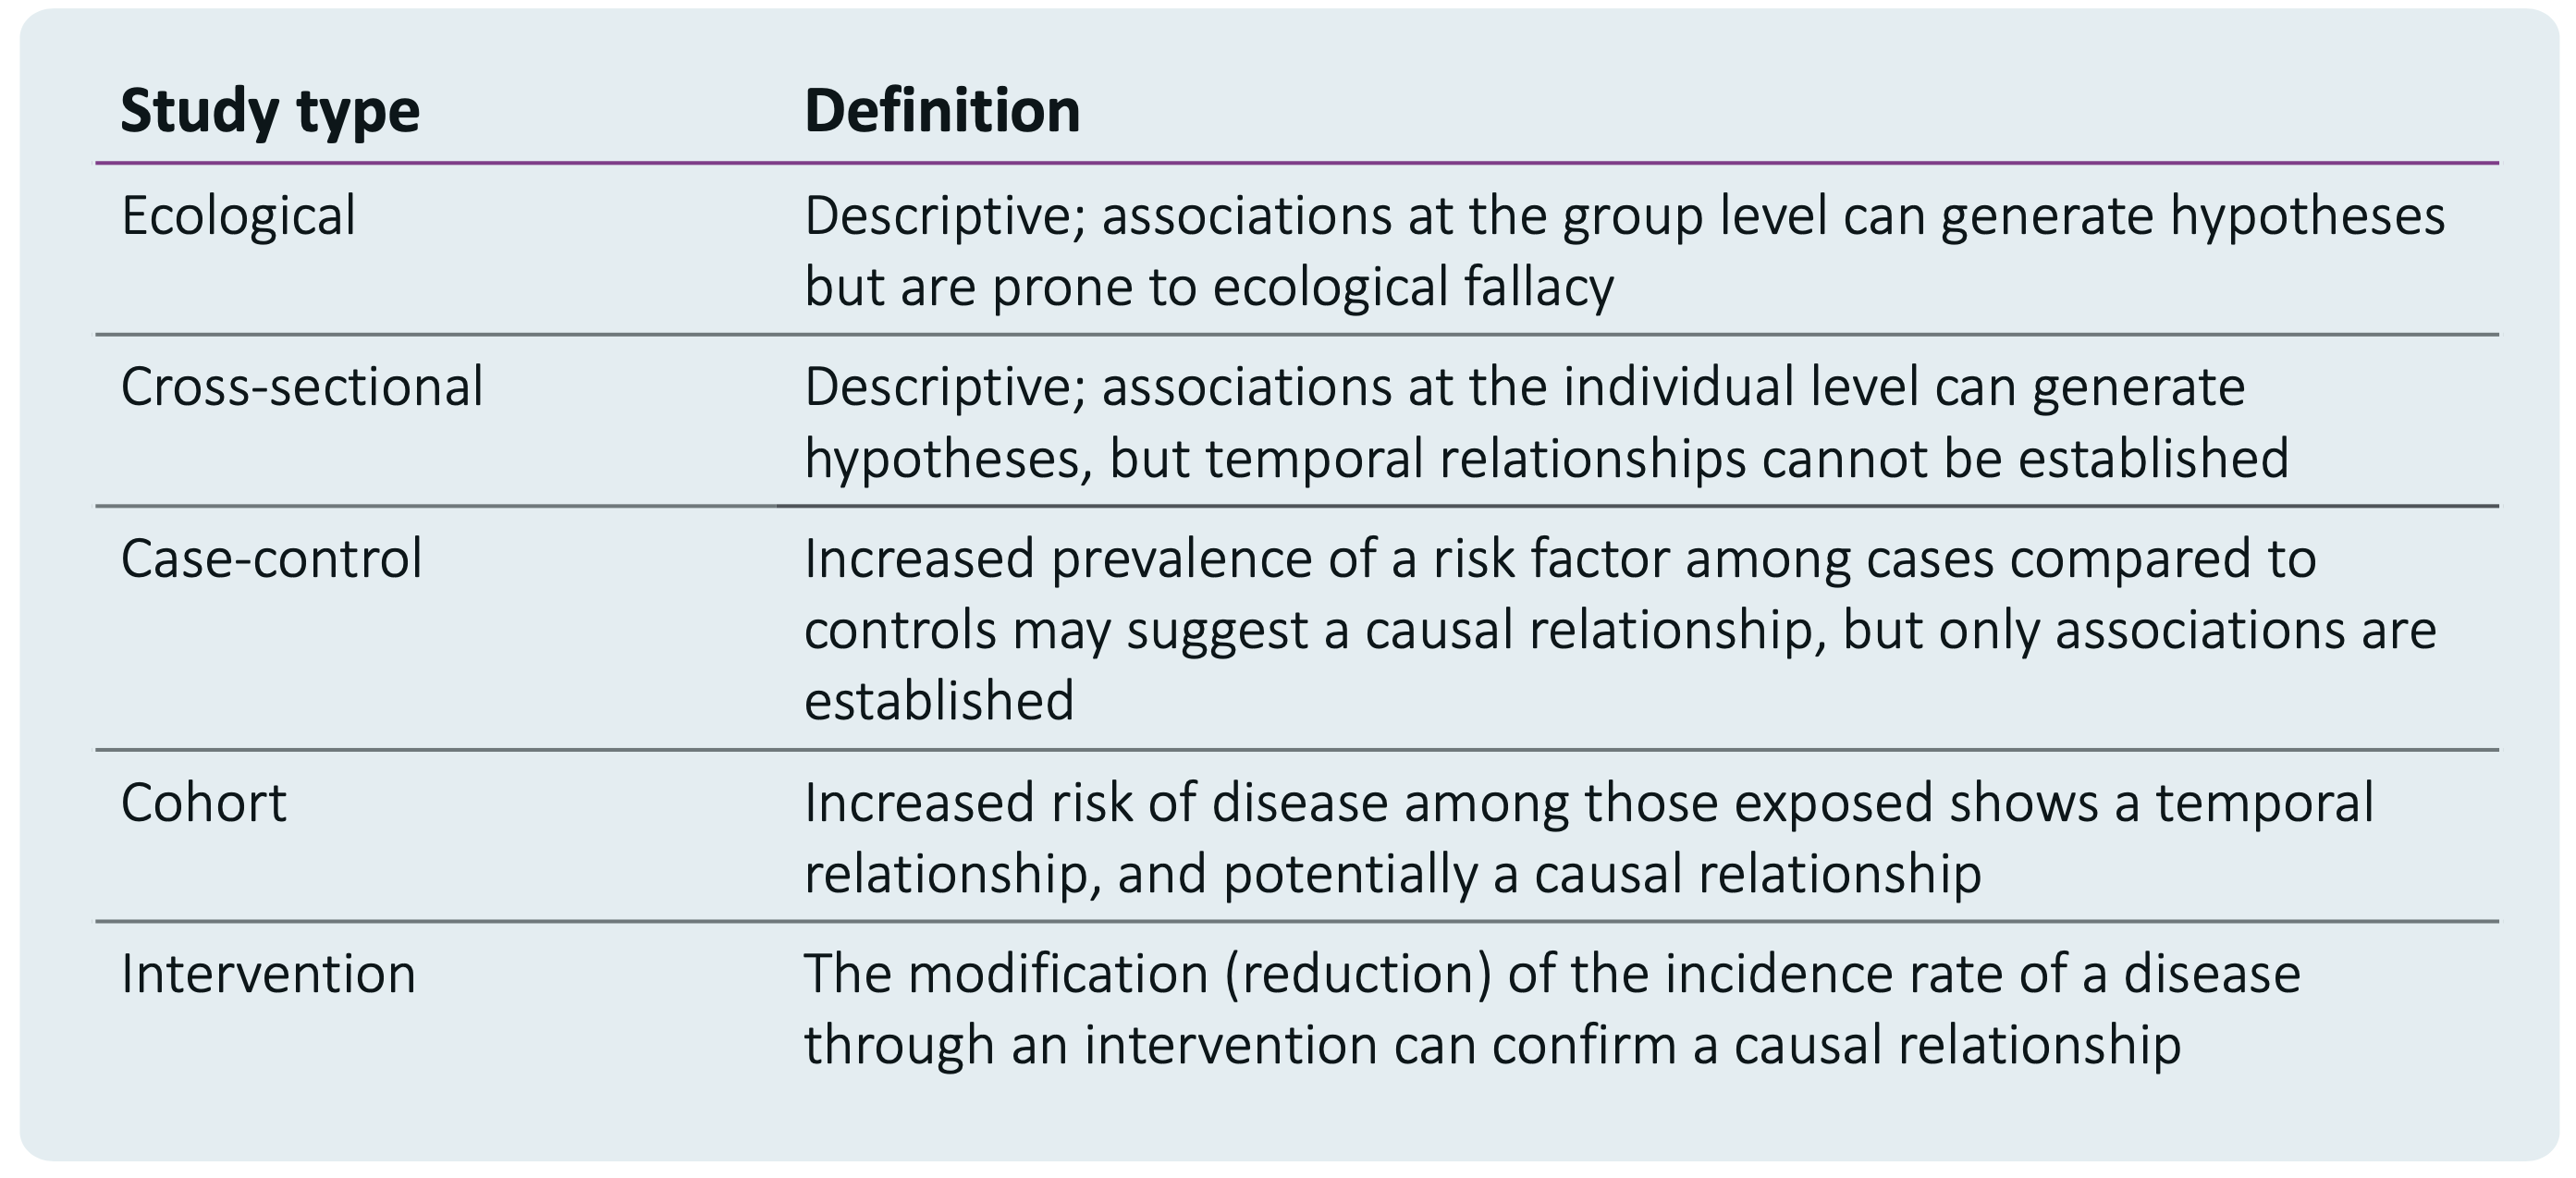 Study type Definition
Ecological Descriptive; associations at the group level can generate hypotheses
but are prone to ecological fallacy
Cross-sectional Descriptive; associations at the individual level can generate
hypotheses, but temporal relationships cannot be established
Case-control Increased prevalence of a risk factor among cases compared to
controls may suggest a causal relationship, but only associations are
established
Cohort Increased risk of disease among those exposed shows a temporal
relationship, and potentially a causal relationship
Intervention The modification (reduction) of the incidence rate of a disease
through an intervention can confirm a causal relationship